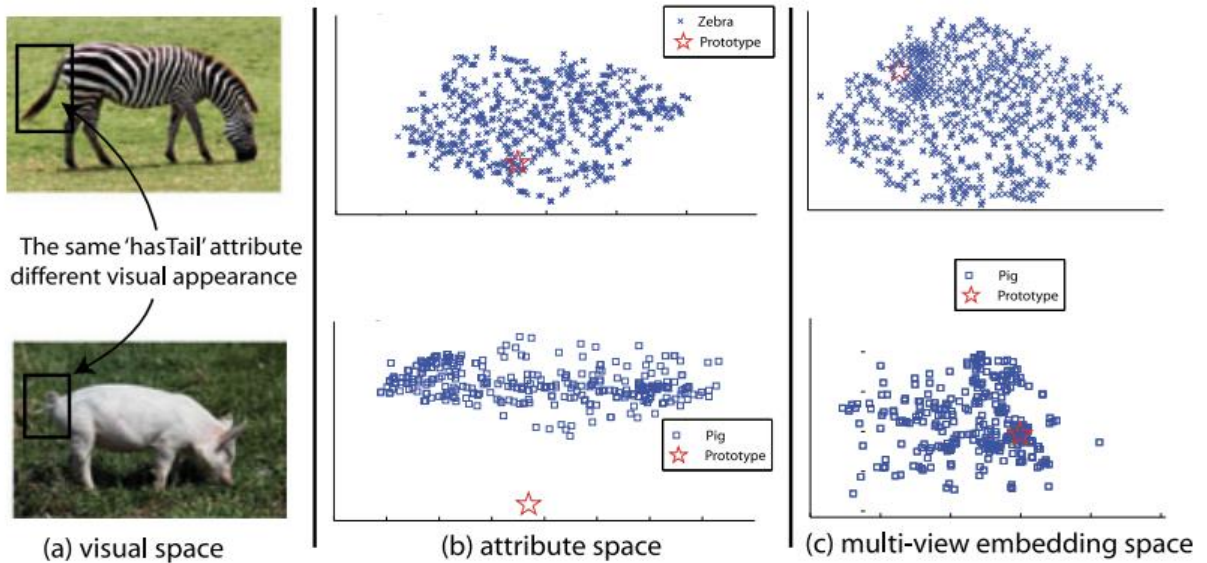 Zebra
Prototype
The same 'hasTail' attribute
different visual appearance
Pig
Prototype
Pig
Prototype
(a) visual space
(b) attribute space
(c) multi-view embedding space